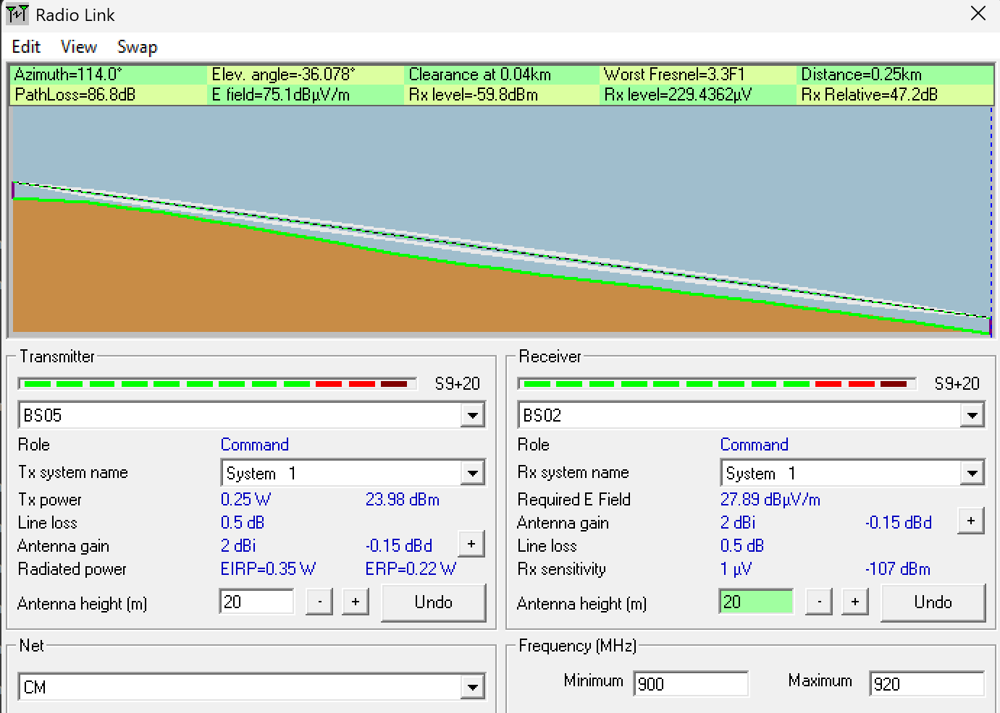 Radio Link
Edit View Swap
Azimuth=114.0° Elev. angle=-36.078° Clearance at 0.04km Worst Fresnel=3.3F1 Distance=0.25km
PathLoss=86.8dB E field=75.1dBµV/m Rx level=-59.8dBm Rx level=229.4362µV Rx Relative=47.2dB
Transmitter
S9+20
BS05
Role Command
Tx system name System 1
Tx power 0.25 W 23.98 dBm
Line loss 0.5 dB
Antenna gain 2 dBi -0.15 dBd +
Radiated power EIRP=0.35 W ERP=0.22 W
Antenna height (m) 20 - + Undo
Receiver
S9+20
BS02
Role Command
Rx system name System 1
Required E Field 27.89 dBµV/m
Antenna gain 2 dBi -0.15 dBd +
Line loss 0.5 dB
Rx sensitivity 1 µV -107 dBm
Antenna height (m) 20 - + Undo
Net
CM
Frequency (MHz)
Minimum 900 Maximum 920